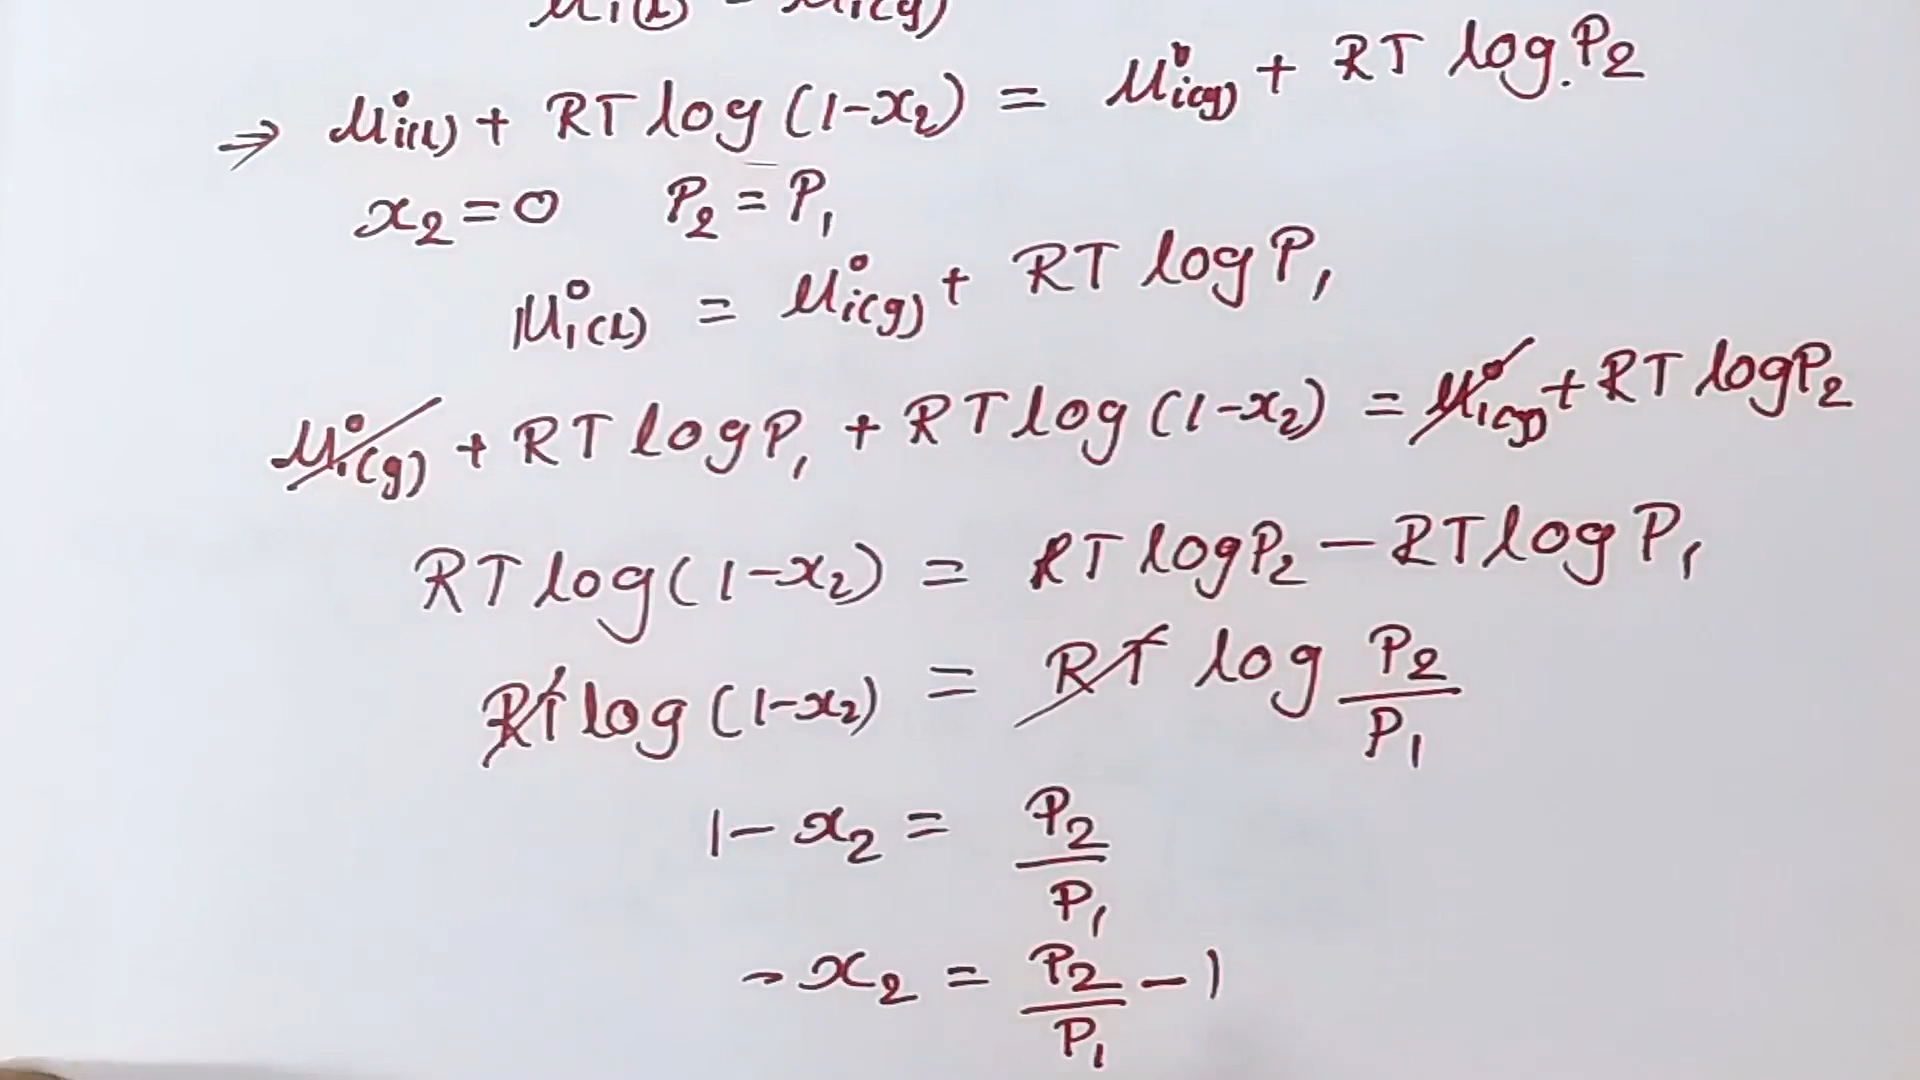 μ₁(l) = μ₁(g)
⇒ μ°₁(l) + RT log (1-x₂) = μ°₁(g) + RT log P₂
x₂ = 0 P₂ = P₁
μ°₁(l) = μ°₁(g) + RT log P₁
μ°₁(g) + RT log P₁ + RT log (1-x₂) = μ°₁(g) + RT log P₂
RT log (1-x₂) = RT log P₂ - RT log P₁
RT log (1-x₂) = RT log P₂/P₁
1 - x₂ = P₂/P₁
- x₂ = P₂/P₁ - 1